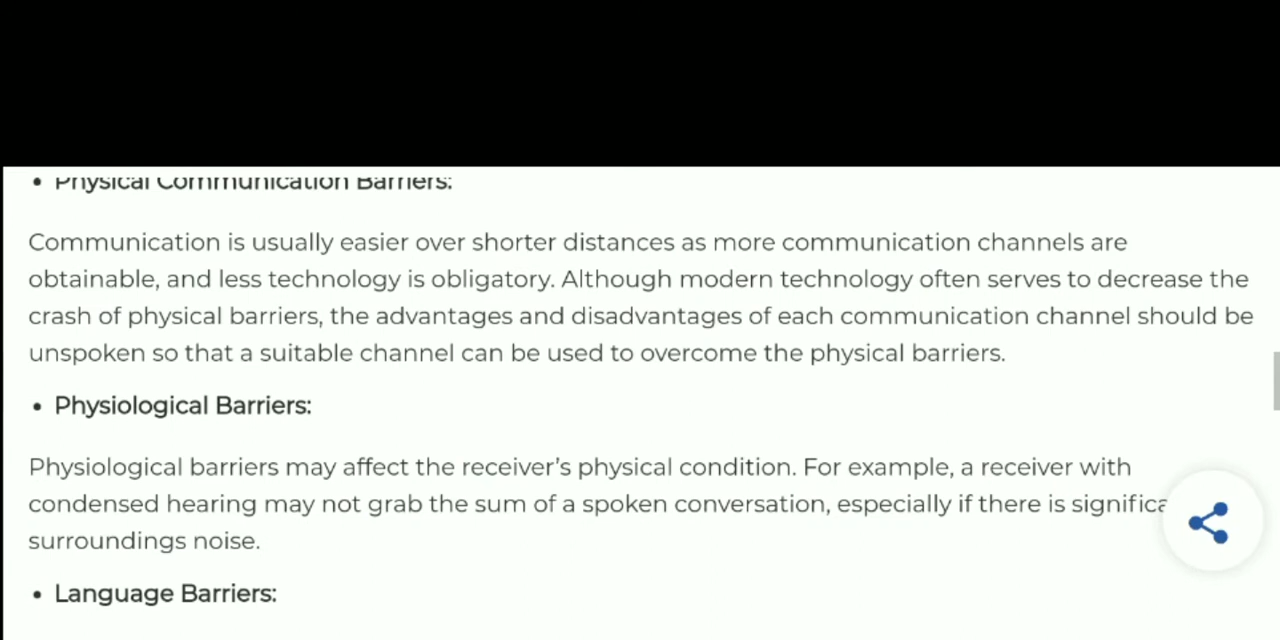 • Physical Communication Barriers:
Communication is usually easier over shorter distances as more communication channels are
obtainable, and less technology is obligatory. Although modern technology often serves to decrease the
crash of physical barriers, the advantages and disadvantages of each communication channel should be
unspoken so that a suitable channel can be used to overcome the physical barriers.
• Physiological Barriers:
Physiological barriers may affect the receiver’s physical condition. For example, a receiver with
condensed hearing may not grab the sum of a spoken conversation, especially if there is significa
surroundings noise.
• Language Barriers: